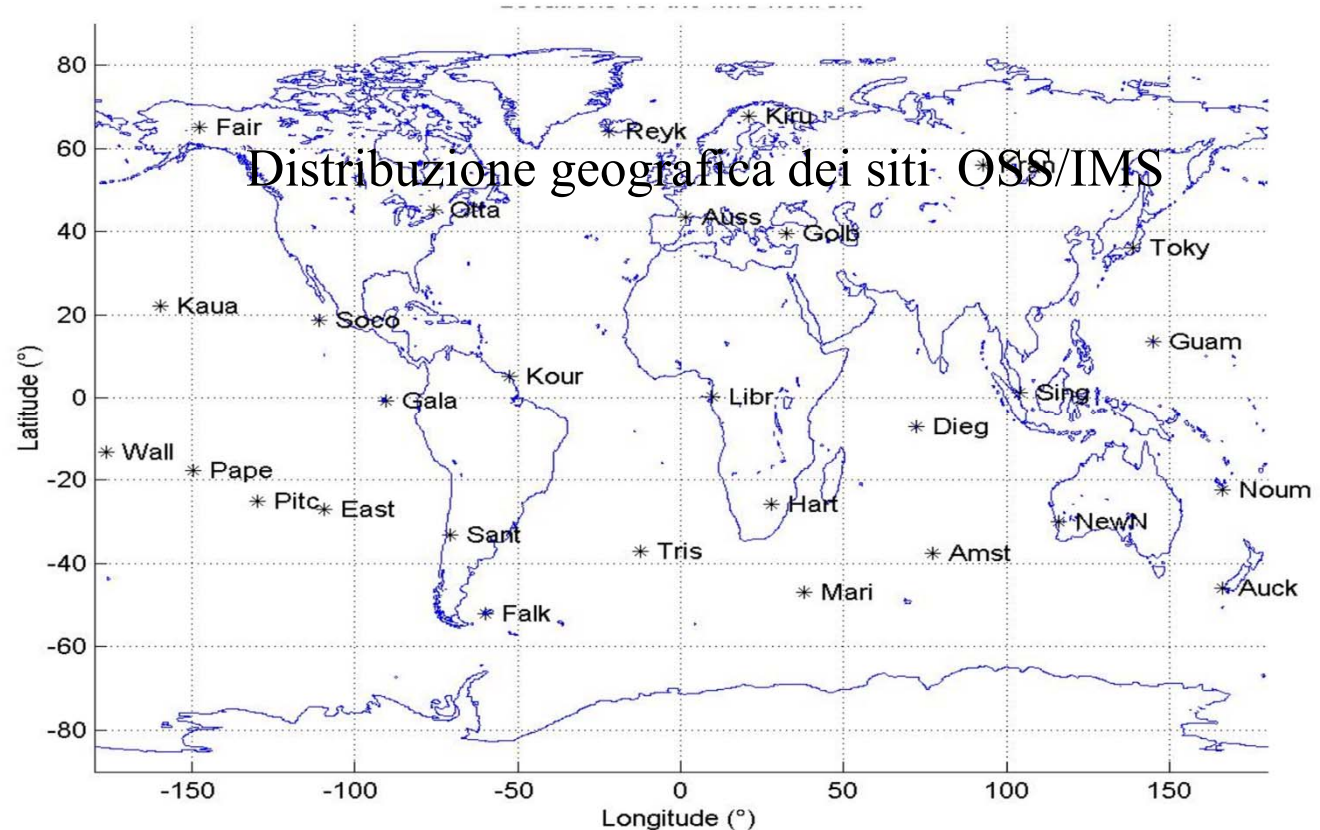 80
Fair
Reyk
Kiru
60
Distribuzione geografica dei siti OSS/IMS
Otta
Auss
Golb
40
Toky
Kaua
Soco
20
Guam
Kour
Gala
Libr
Sing
0
Dieg
Wall
Pape
-20
Pitc
East
Hart
Noum
Sant
NewN
Tris
Amst
-40
Mari
Auck
Falk
-60
-80
Latitude (°)
-150 -100 -50 0 50 100 150
Longitude (°)